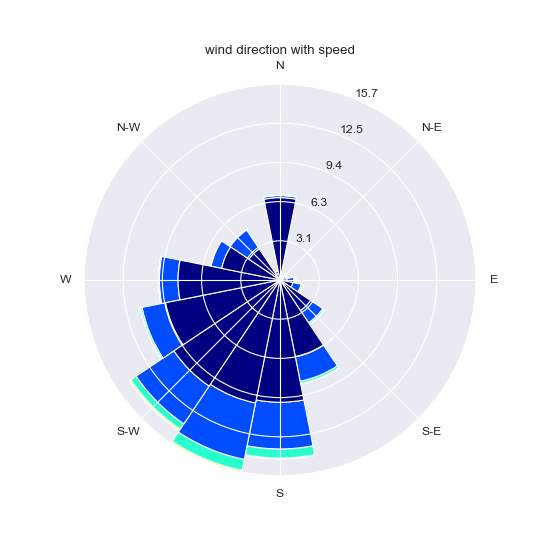 wind direction with speed
N
15.7
N-W
N-E
12.5
9.4
6.3
3.1
W
E
S-W
S-E
S